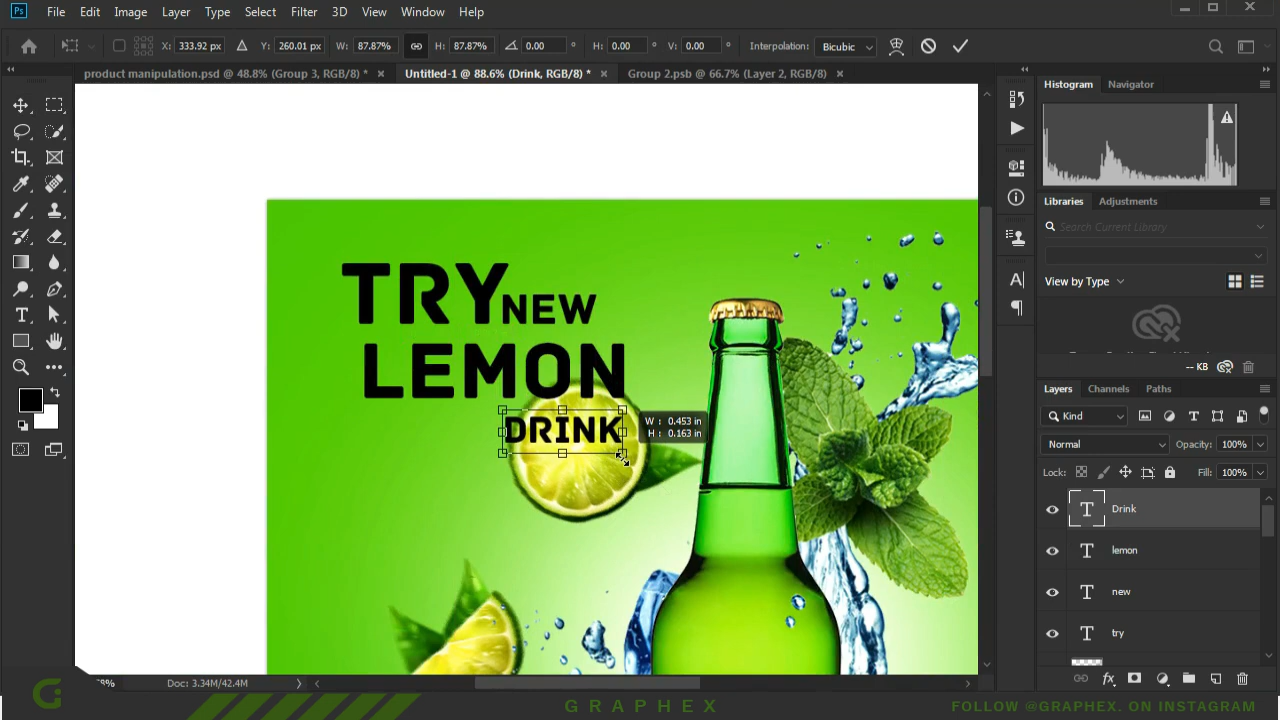 Ps File Edit Image Layer Type Select Filter 3D View Window Help
X: 333.92 px Y: 260.01 px W: 87.87% H: 87.87% 0.00 ° H: 0.00 ° V: 0.00 ° Interpolation: Bicubic
product manipulation.psd @ 48.8% (Group 3, RGB/8) * Untitled-1 @ 88.6% (Drink, RGB/8) * Group 2.psb @ 66.7% (Layer 2, RGB/8)
Histogram Navigator
Libraries Adjustments
Search Current Library
View by Type
-- KB
TRY NEW
LEMON
DRINK
W : 0.453 in
H : 0.163 in
Layers Channels Paths
Kind
Normal Opacity: 100%
Lock: Fill: 100%
Drink
lemon
new
try
Doc: 3.34M/42.4M
GRAPHEX
FOLLOW @GRAPHEX. ON INSTAGRAM